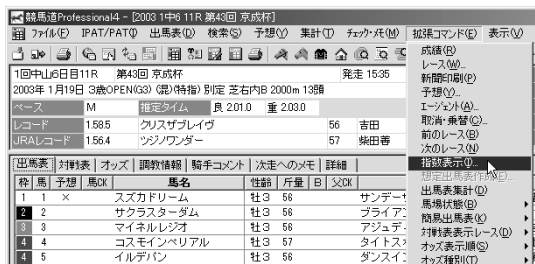 競馬道Professional4 - [2003 1中6 11R 第43回 京成杯]
ファイル(F) IPAT/PAT(I) 出馬表(D) 検索(S) 予想(Y) 集計(T) チェック・メモ(M) 拡張コマンド(E) 表示(V)
1回中山6日目11R 第43回 京成杯 発走 1535
2003年 1月19日 3歳OPEN(G3) (混)(特指) 別定 芝右内B 2000m 13頭
ペース M 推定タイム 良 2.01.0 重 2.03.0
レコード 1.58.5 クリスザブレイヴ 56 吉田
JRAレコード 1.56.4 ツジノワンダー 57 柴田善
出馬表 対戦表 オッズ 調教情報 騎手コメント 次走へのメモ 詳細
枠 馬 予想 馬CK 馬名 性齢 斤量 B 父CK
1 1 × スズカドリーム 牡3 56 サンデー
2 2 サクラスターダム 牡3 56 ブライア
3 3 マイネルレジオ 牡3 56 アジュデ
4 4 コスモインペリアル 牡3 57 タイトス
4 5 イルデパン 牡3 56 ダンスイ
成績(R)
レース(W)...
新聞印刷(P)
予想(Y)...
エージェント(A)...
取消・乗替(C)...
前のレース(B)
次のレース(N)
指数表示(I)...
想定出馬表作成(E)...
出馬表集計(D)
馬場状態(B)
簡易出馬表(K)
対戦表表示レース(D)
オッズ表示順(S)
オッズ種別(T)